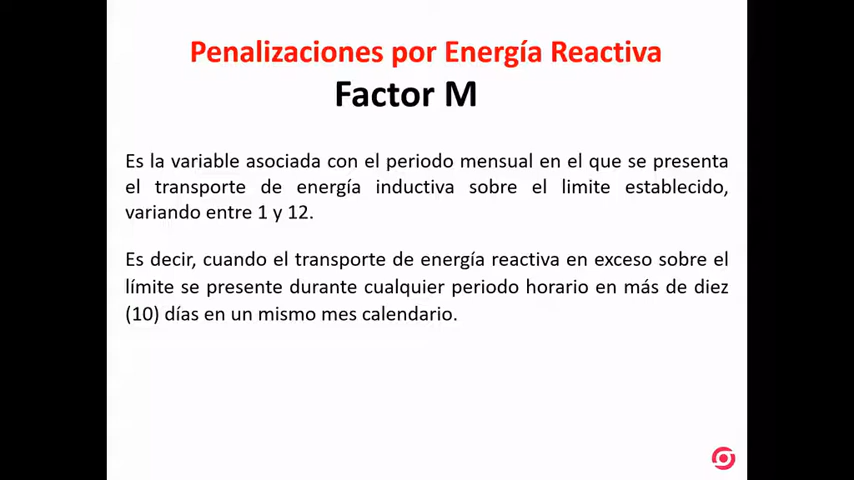 Penalizaciones por Energía Reactiva
Factor M
Es la variable asociada con el periodo mensual en el que se presenta
el transporte de energía inductiva sobre el limite establecido,
variando entre 1 y 12.
Es decir, cuando el transporte de energía reactiva en exceso sobre el
límite se presente durante cualquier periodo horario en más de diez
(10) días en un mismo mes calendario.